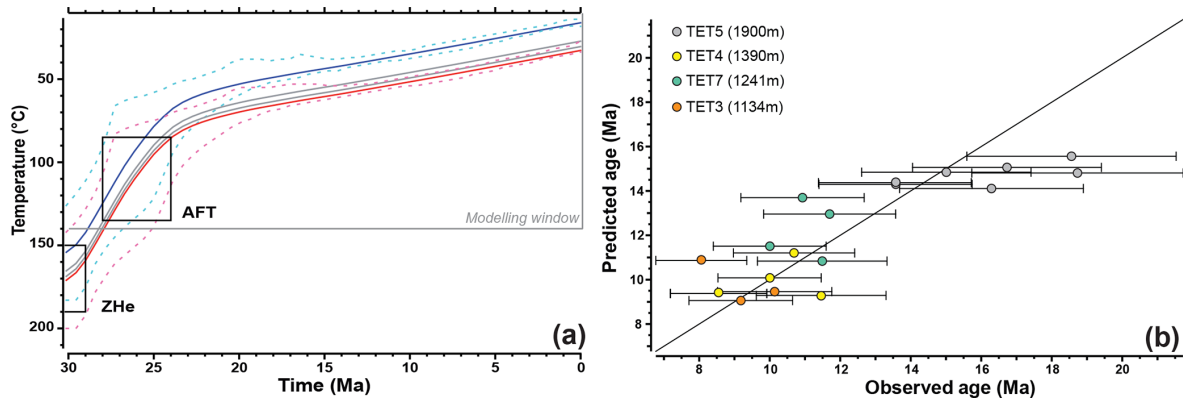 50
100
150
200
Temperature (°C)
AFT
ZHe
Modelling window
(a)
30
25
20
15
10
5
0
Time (Ma)
TET5 (1900m)
TET4 (1390m)
TET7 (1241m)
TET3 (1134m)
20
18
16
14
12
10
8
Predicted age (Ma)
(b)
8
10
12
14
16
18
20
Observed age (Ma)